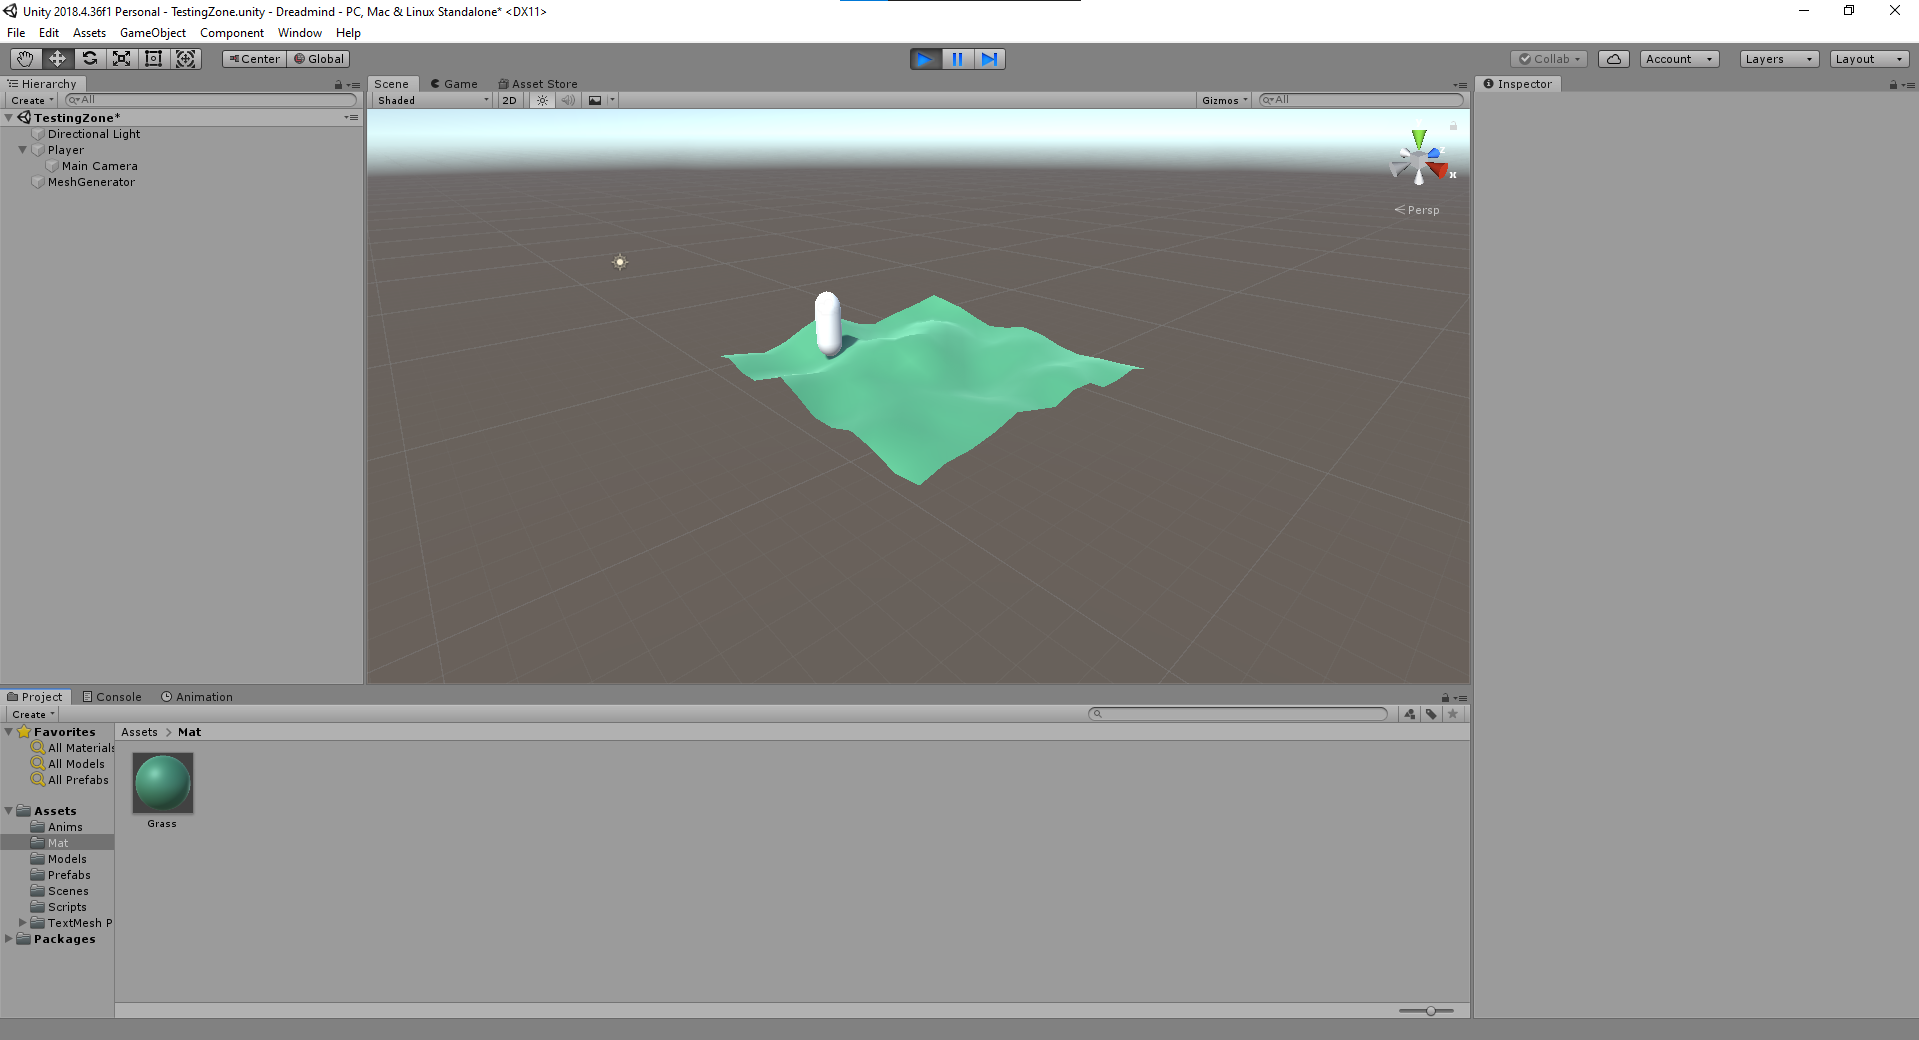 Unity 2018.4.36f1 Personal - TestingZone.unity - Dreadmind - PC, Mac & Linux Standalone* <DX11>
File Edit Assets GameObject Component Window Help
Center Global Collab Account Layers Layout
Hierarchy Scene Game Asset Store Inspector
Create All Shaded 2D Gizmos All
TestingZone*
Directional Light
Player
Main Camera
MeshGenerator
z
x
Persp
Project Console Animation
Create
Favorites
All Materials
All Models
All Prefabs
Assets > Mat
Grass
Assets
Anims
Mat
Models
Prefabs
Scenes
Scripts
TextMesh P
Packages